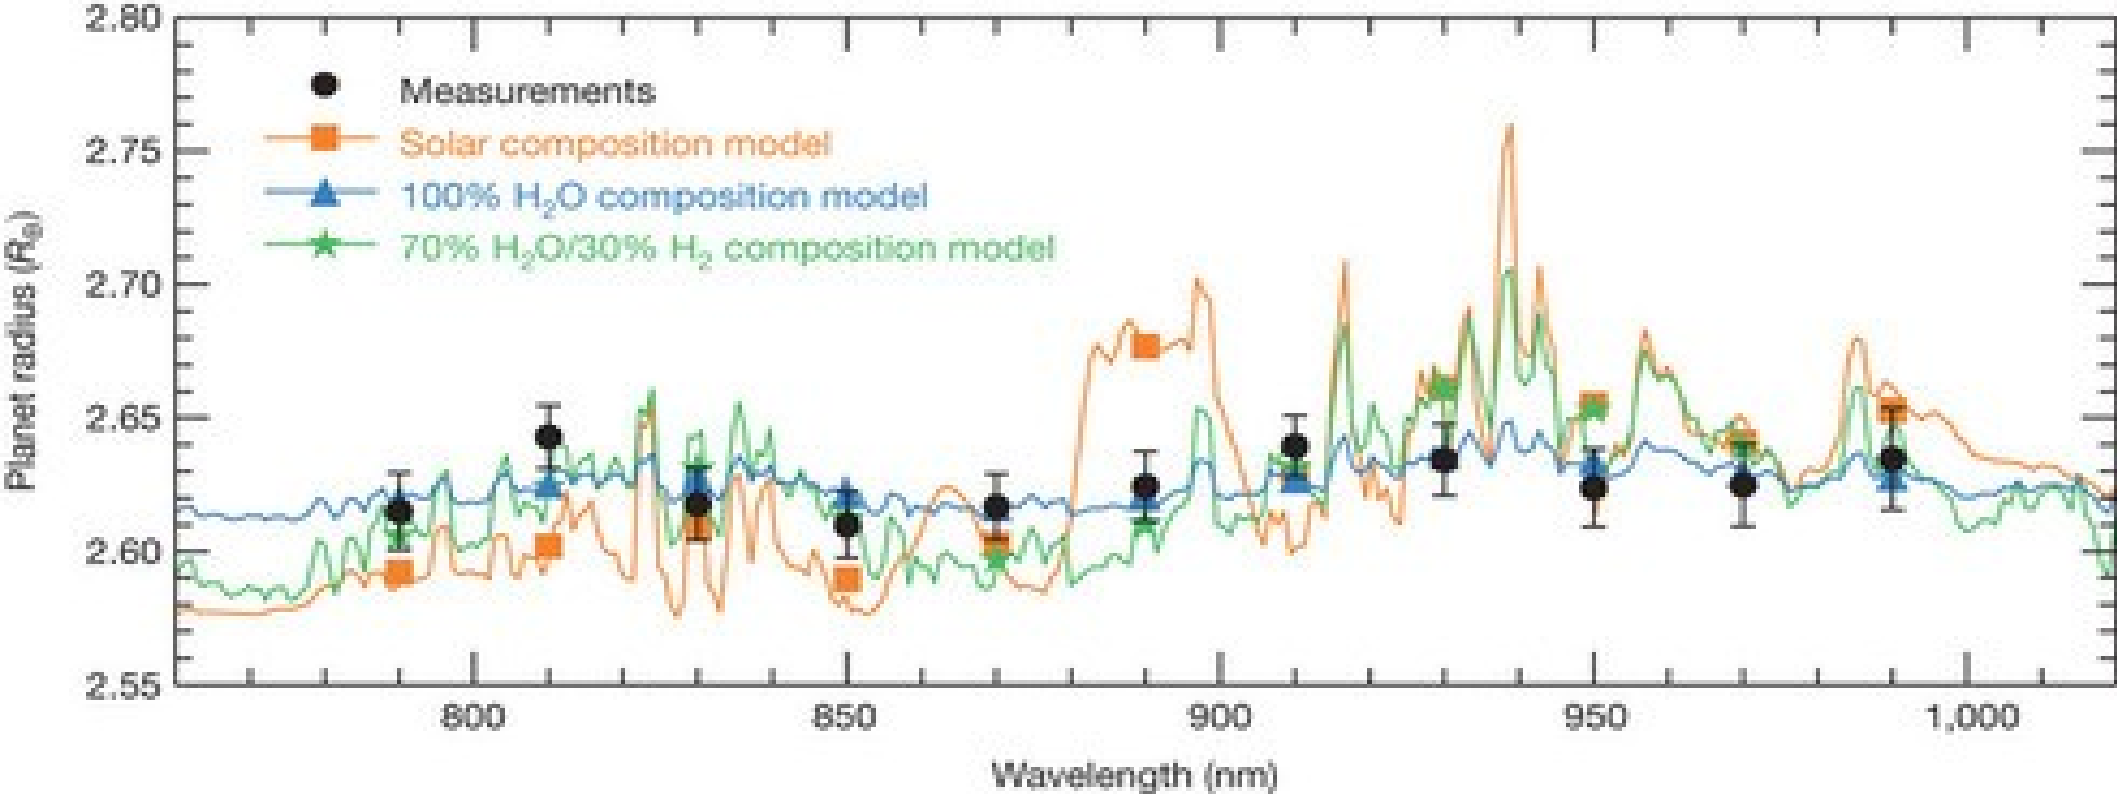 2.80
2.75
2.70
2.65
2.60
2.55
Planet radius (R⊕)
Measurements
Solar composition model
100% H₂O composition model
70% H₂O/30% H₂ composition model
800 850 900 950 1,000
Wavelength (nm)